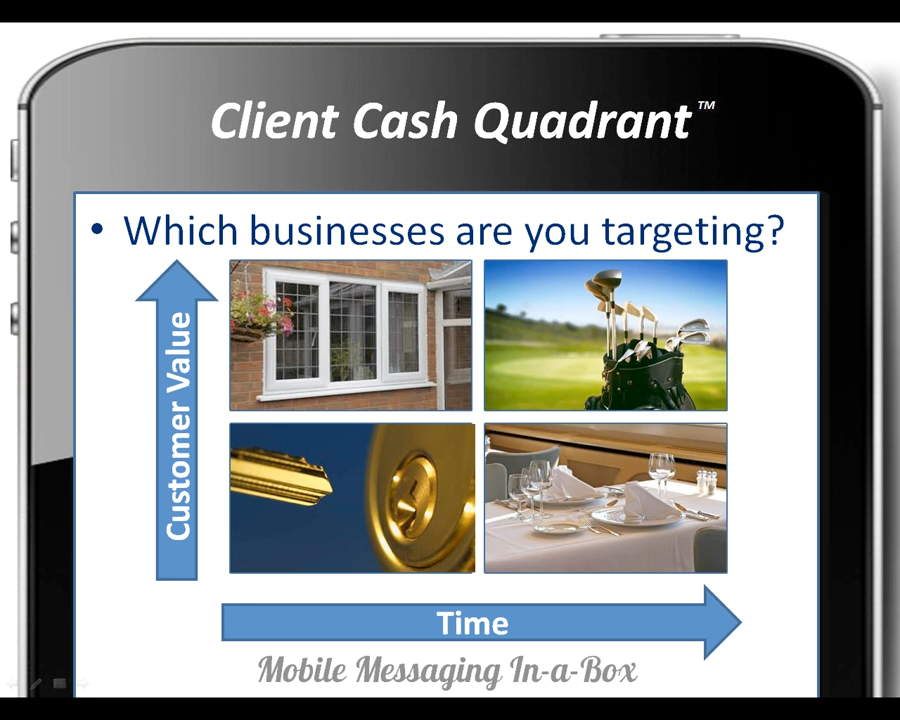 Client Cash Quadrant™
• Which businesses are you targeting?
Customer Value
Time
Mobile Messaging In-a-Box